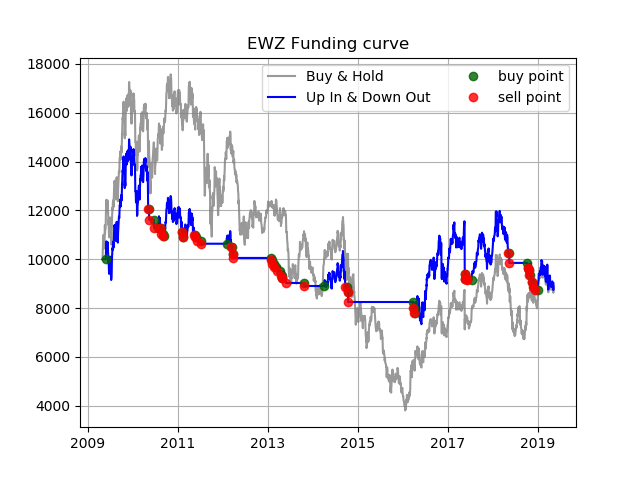 EWZ Funding curve
18000
16000
14000
12000
10000
8000
6000
4000
Buy & Hold
Up In & Down Out
buy point
sell point
2009
2011
2013
2015
2017
2019